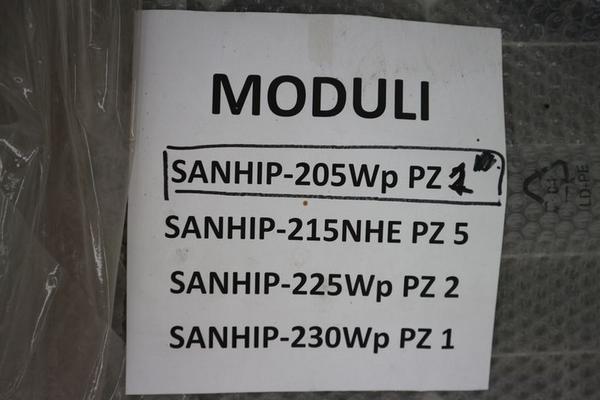 MODULI
SANHIP-205Wp PZ 1
SANHIP-215NHE PZ 5
SANHIP-225Wp PZ 2
SANHIP-230Wp PZ 1
LD-PE